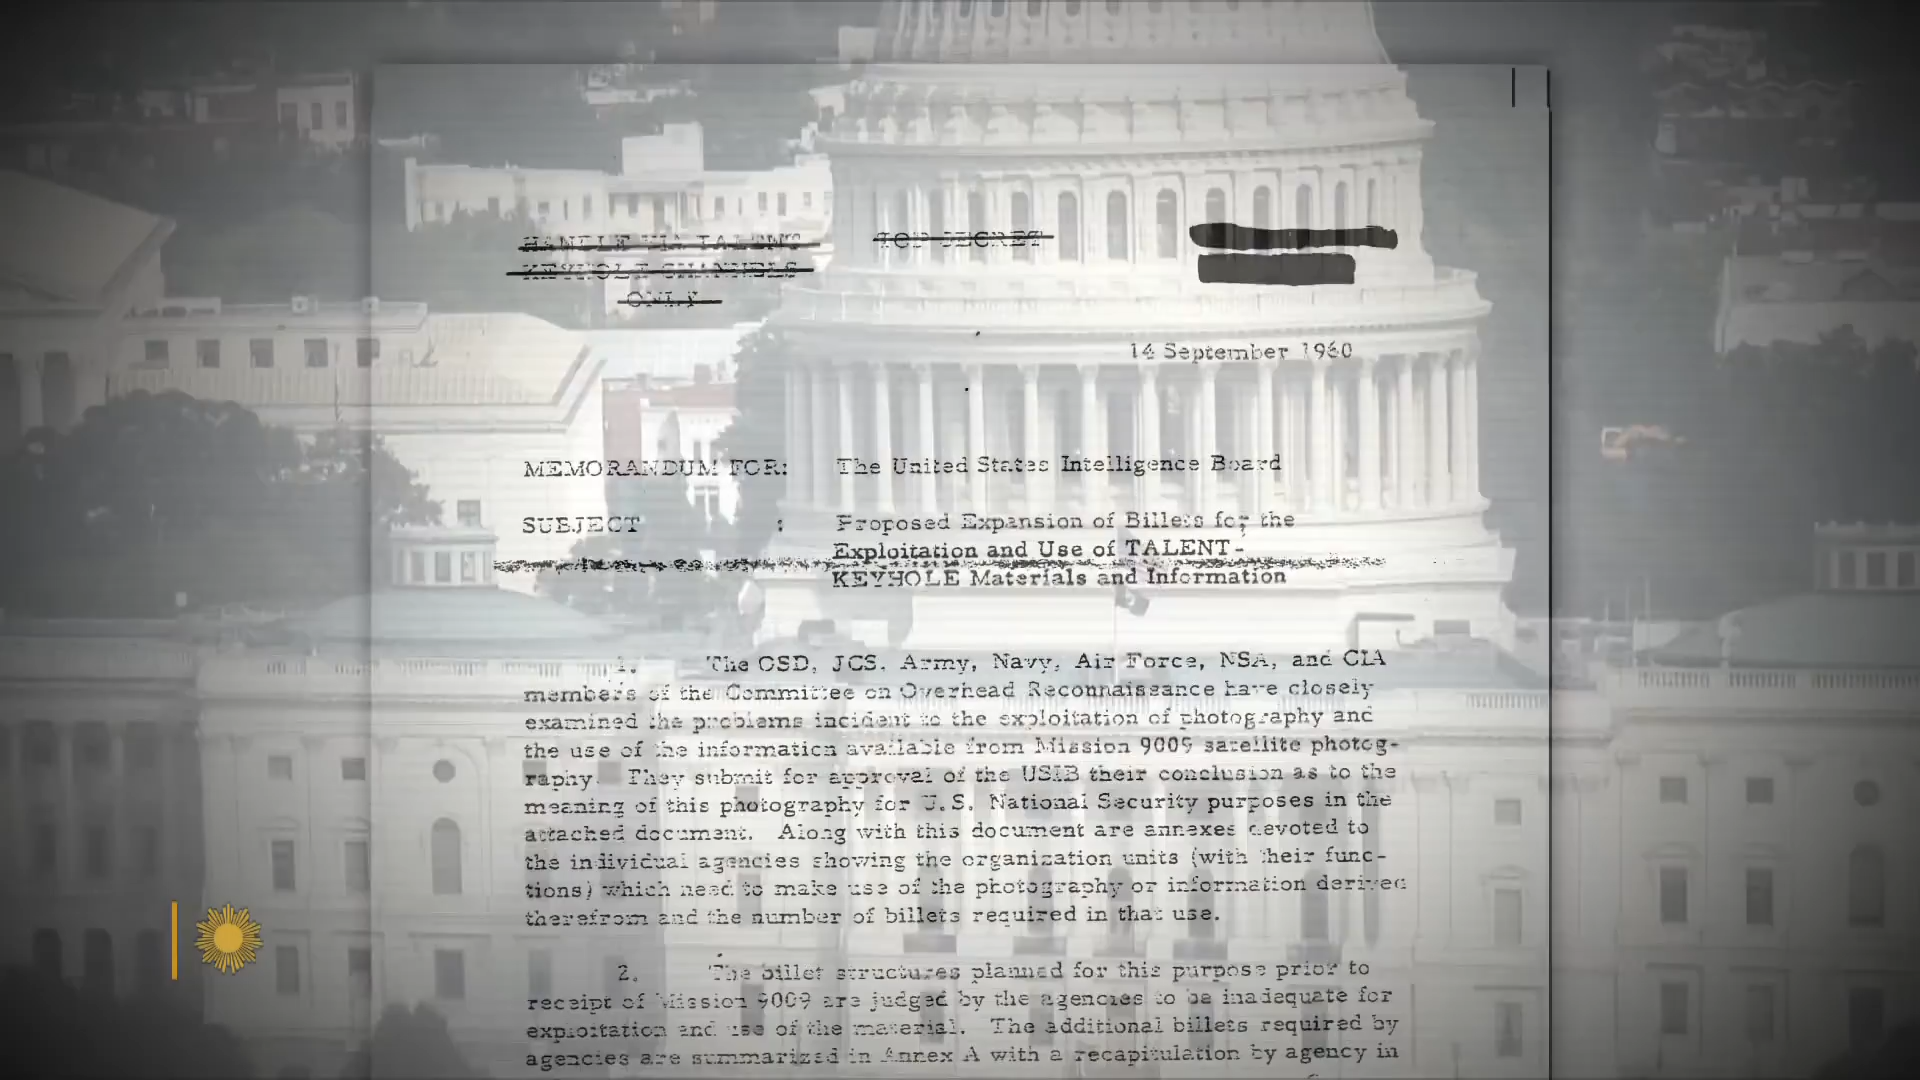 HANDLE VIA TALENT
KEYHOLE CHANNELS
ONLY
TOP SECRET
14 September 1960
MEMORANDUM FOR: The United States Intelligence Board
SUBJECT : Proposed Expansion of Billets for the
Exploitation and Use of TALENT-
KEYHOLE Materials and Information
1. The OSD, JCS, Army, Navy, Air Force, NSA, and CIA
members of the Committee on Overhead Reconnaissance have closely
examined the problems incident to the exploitation of photography and
the use of the information available from Mission 9009 satellite photog-
raphy. They submit for approval of the USIB their conclusion as to the
meaning of this photography for U.S. National Security purposes in the
attached document. Along with this document are annexes devoted to
the individual agencies showing the organization units (with their func-
tions) which need to make use of the photography or information derived
therefrom and the number of billets required in that use.
2. The billet structures planned for this purpose prior to
receipt of Mission 9009 are judged by the agencies to be inadequate for
exploitation and use of the material. The additional billets required by
agencies are summarized in Annex A with a recapitulation by agency in